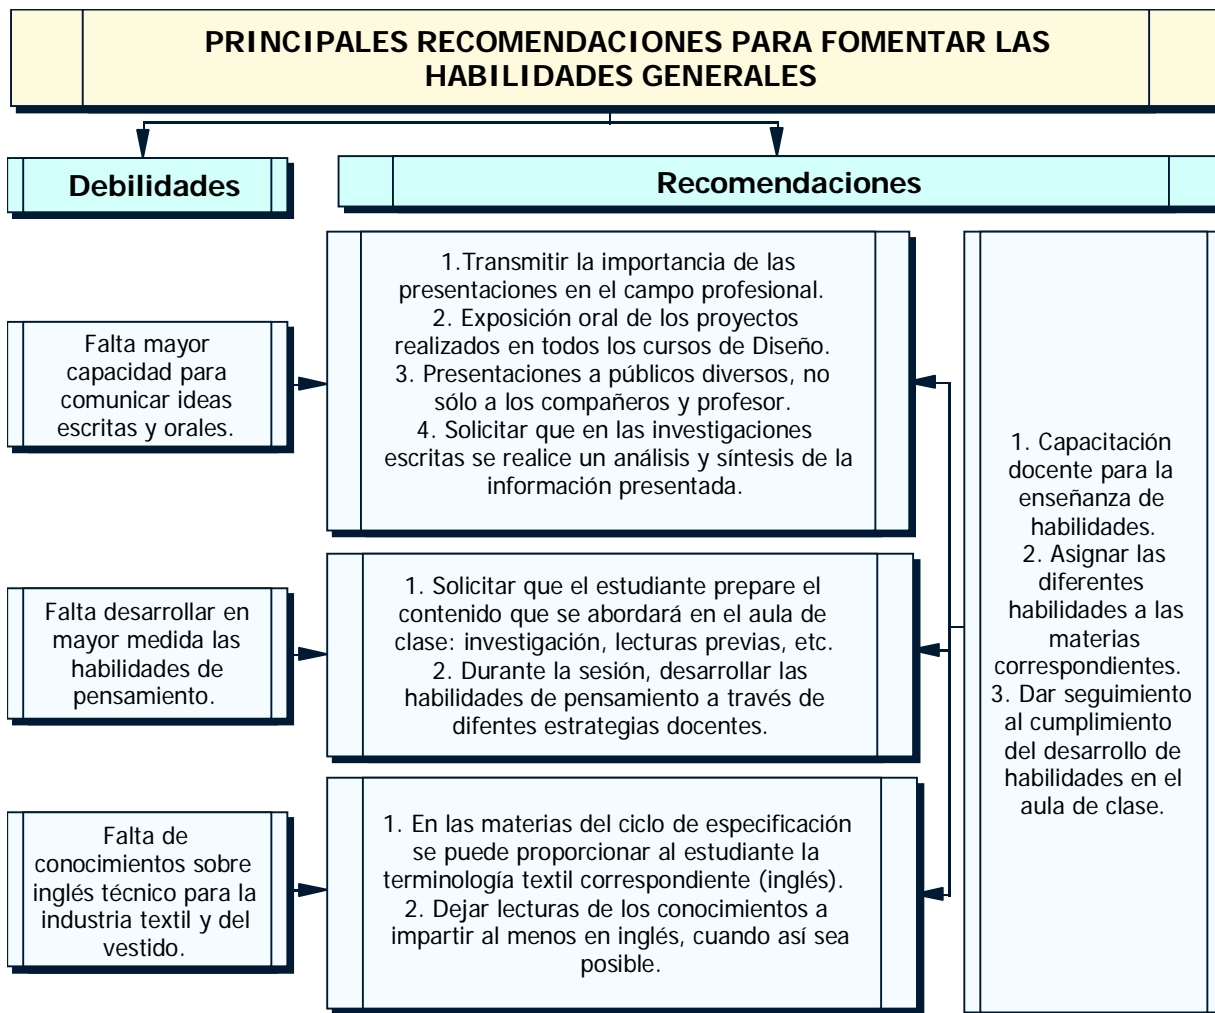 PRINCIPALES RECOMENDACIONES PARA FOMENTAR LAS
HABILIDADES GENERALES
Debilidades
Recomendaciones
Falta mayor
capacidad para
comunicar ideas
escritas y orales.
1.Transmitir la importancia de las
presentaciones en el campo profesional.
2. Exposición oral de los proyectos
realizados en todos los cursos de Diseño.
3. Presentaciones a públicos diversos, no
sólo a los compañeros y profesor.
4. Solicitar que en las investigaciones
escritas se realice un análisis y síntesis de la
información presentada.
Falta desarrollar en
mayor medida las
habilidades de
pensamiento.
1. Solicitar que el estudiante prepare el
contenido que se abordará en el aula de
clase: investigación, lecturas previas, etc.
2. Durante la sesión, desarrollar las
habilidades de pensamiento a través de
difentes estrategias docentes.
Falta de
conocimientos sobre
inglés técnico para la
industria textil y del
vestido.
1. En las materias del ciclo de especificación
se puede proporcionar al estudiante la
terminología textil correspondiente (inglés).
2. Dejar lecturas de los conocimientos a
impartir al menos en inglés, cuando así sea
posible.
1. Capacitación
docente para la
enseñanza de
habilidades.
2. Asignar las
diferentes
habilidades a las
materias
correspondientes.
3. Dar seguimiento
al cumplimiento
del desarrollo de
habilidades en el
aula de clase.